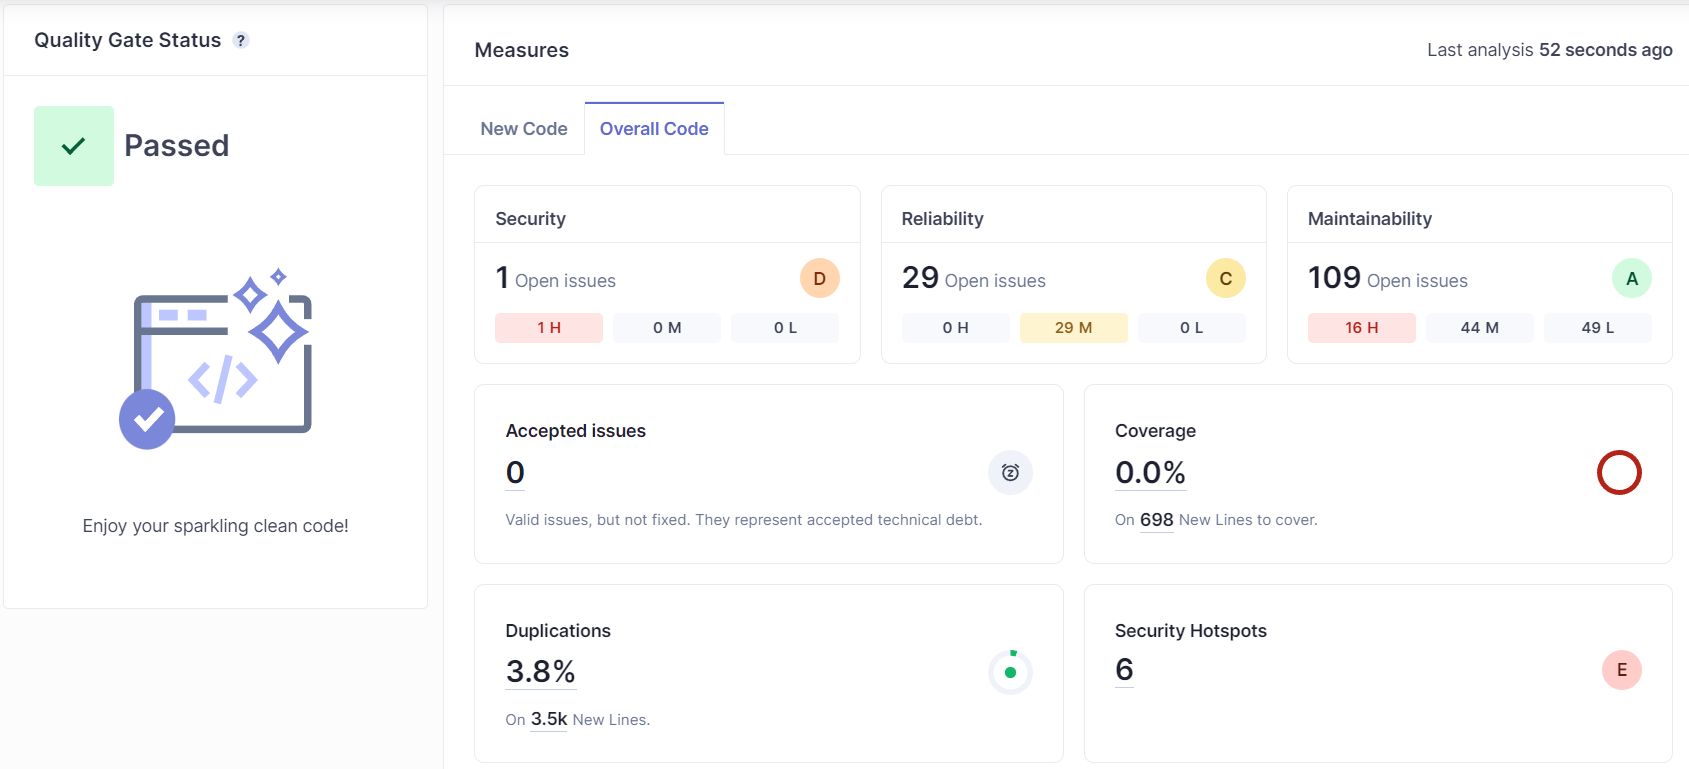 Quality Gate Status ?
Passed
Enjoy your sparkling clean code!
Measures
Last analysis 52 seconds ago
New Code
Overall Code
Security
1 Open issues
D
1 H
0 M
0 L
Reliability
29 Open issues
C
0 H
29 M
0 L
Maintainability
109 Open issues
A
16 H
44 M
49 L
Accepted issues
0
Valid issues, but not fixed. They represent accepted technical debt.
Coverage
0.0%
On 698 New Lines to cover.
Duplications
3.8%
On 3.5k New Lines.
Security Hotspots
6
E